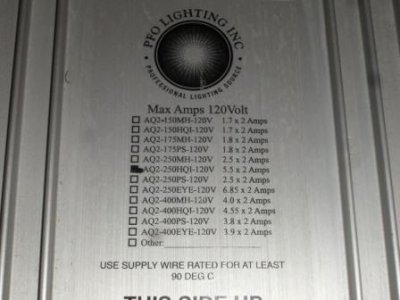 PFO LIGHTING INC
PROFESSIONAL LIGHTING SOURCE
Max Amps 120Volt
AQ2-150MH-120V 1.7 x 2 Amps
AQ2-150HQI-120V 1.7 x 2 Amps
AQ2-175MH-120V 1.8 x 2 Amps
AQ2-175PS-120V 1.8 x 2 Amps
AQ2-250MH-120V 2.5 x 2 Amps
AQ2-250HQI-120V 5.5 x 2 Amps
AQ2-250PS-120V 2.5 x 2 Amps
AQ2-250EYE-120V 6.85 x 2 Amps
AQ2-400MH-120V 4.0 x 2 Amps
AQ2-400HQI-120V 4.55 x 2 Amps
AQ2-400PS-120V 3.8 x 2 Amps
AQ2-400EYE-120V 3.9 x 2 Amps
Other:
USE SUPPLY WIRE RATED FOR AT LEAST
90 DEG C
THIS SIDE UP